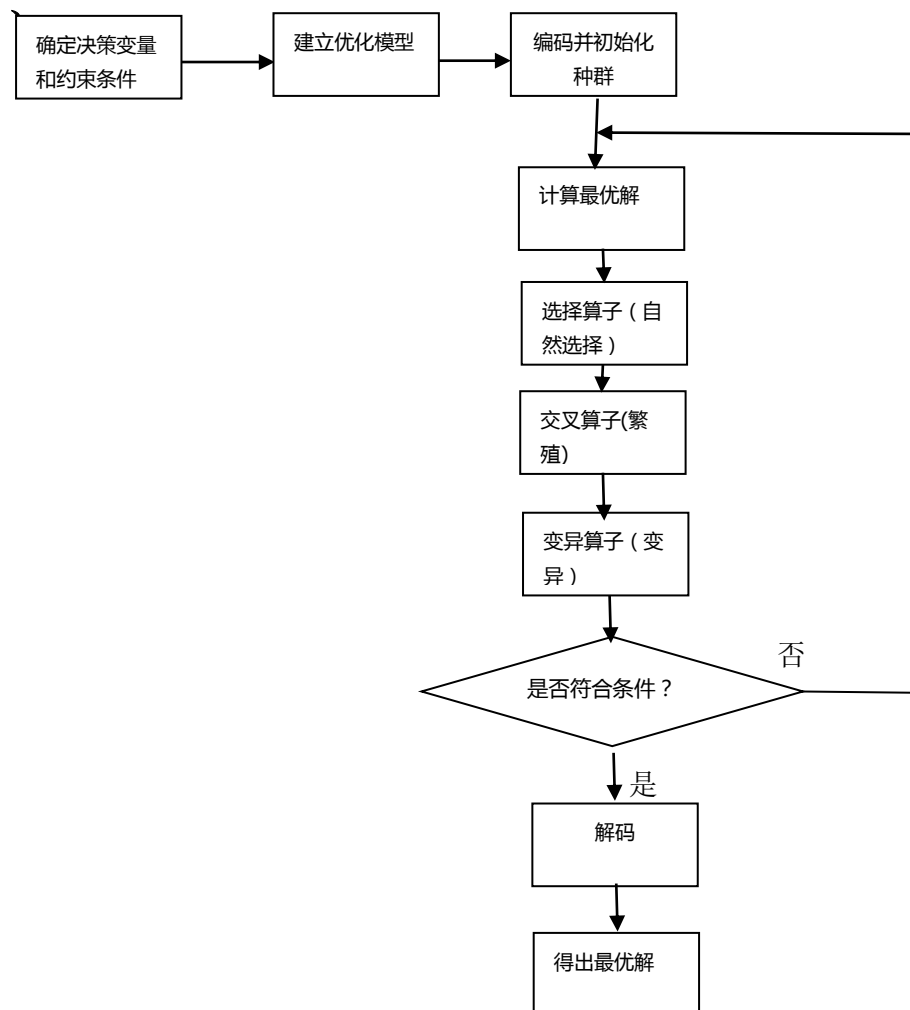 确定决策变量
和约束条件
建立优化模型
编码并初始化
种群
计算最优解
选择算子（自
然选择）
交叉算子(繁
殖)
变异算子（变
异）
是否符合条件？
否
是
解码
得出最优解